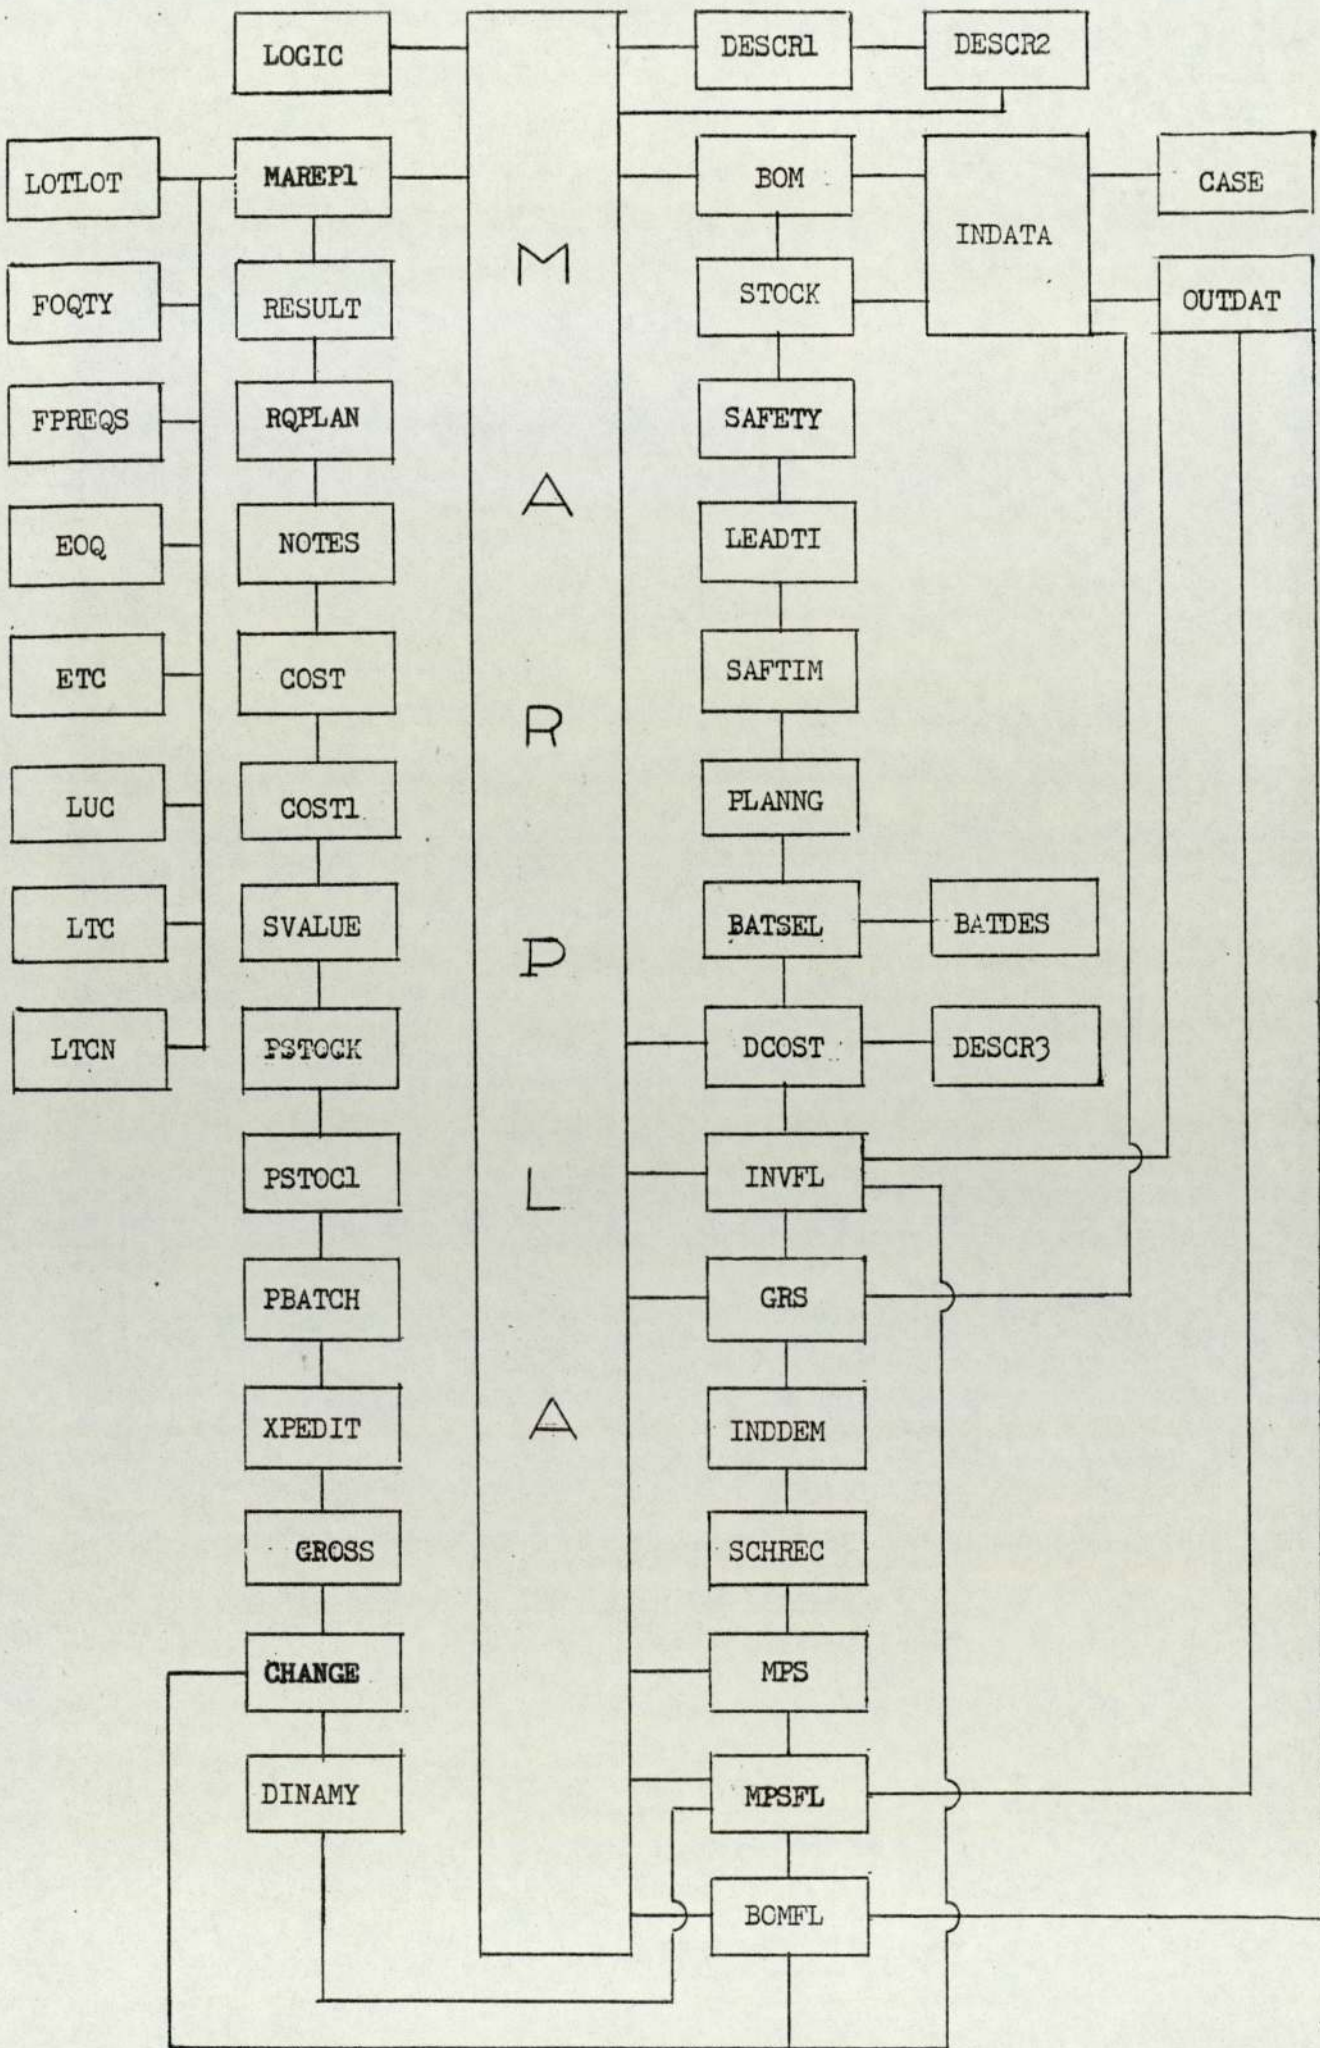 LOGIC
DESCR1
DESCR2
LOTLOT
MAREP1
BOM
INDATA
CASE
FOQTY
RESULT
STOCK
OUTDAT
FPREQS
RQPLAN
SAFETY
EOQ
NOTES
LEADTI
ETC
COST
SAFTIM
LUC
COST1
PLANNG
LTC
SVALUE
BATSEL
BATDES
LTCN
PSTOCK
DCOST
DESCR3
PSTOC1
INVFL
PBATCH
GRS
XPEDIT
INDDEM
GROSS
SCHREC
CHANGE
MPS
DINAMY
MPSFL
BOMFL
M
A
R
P
L
A